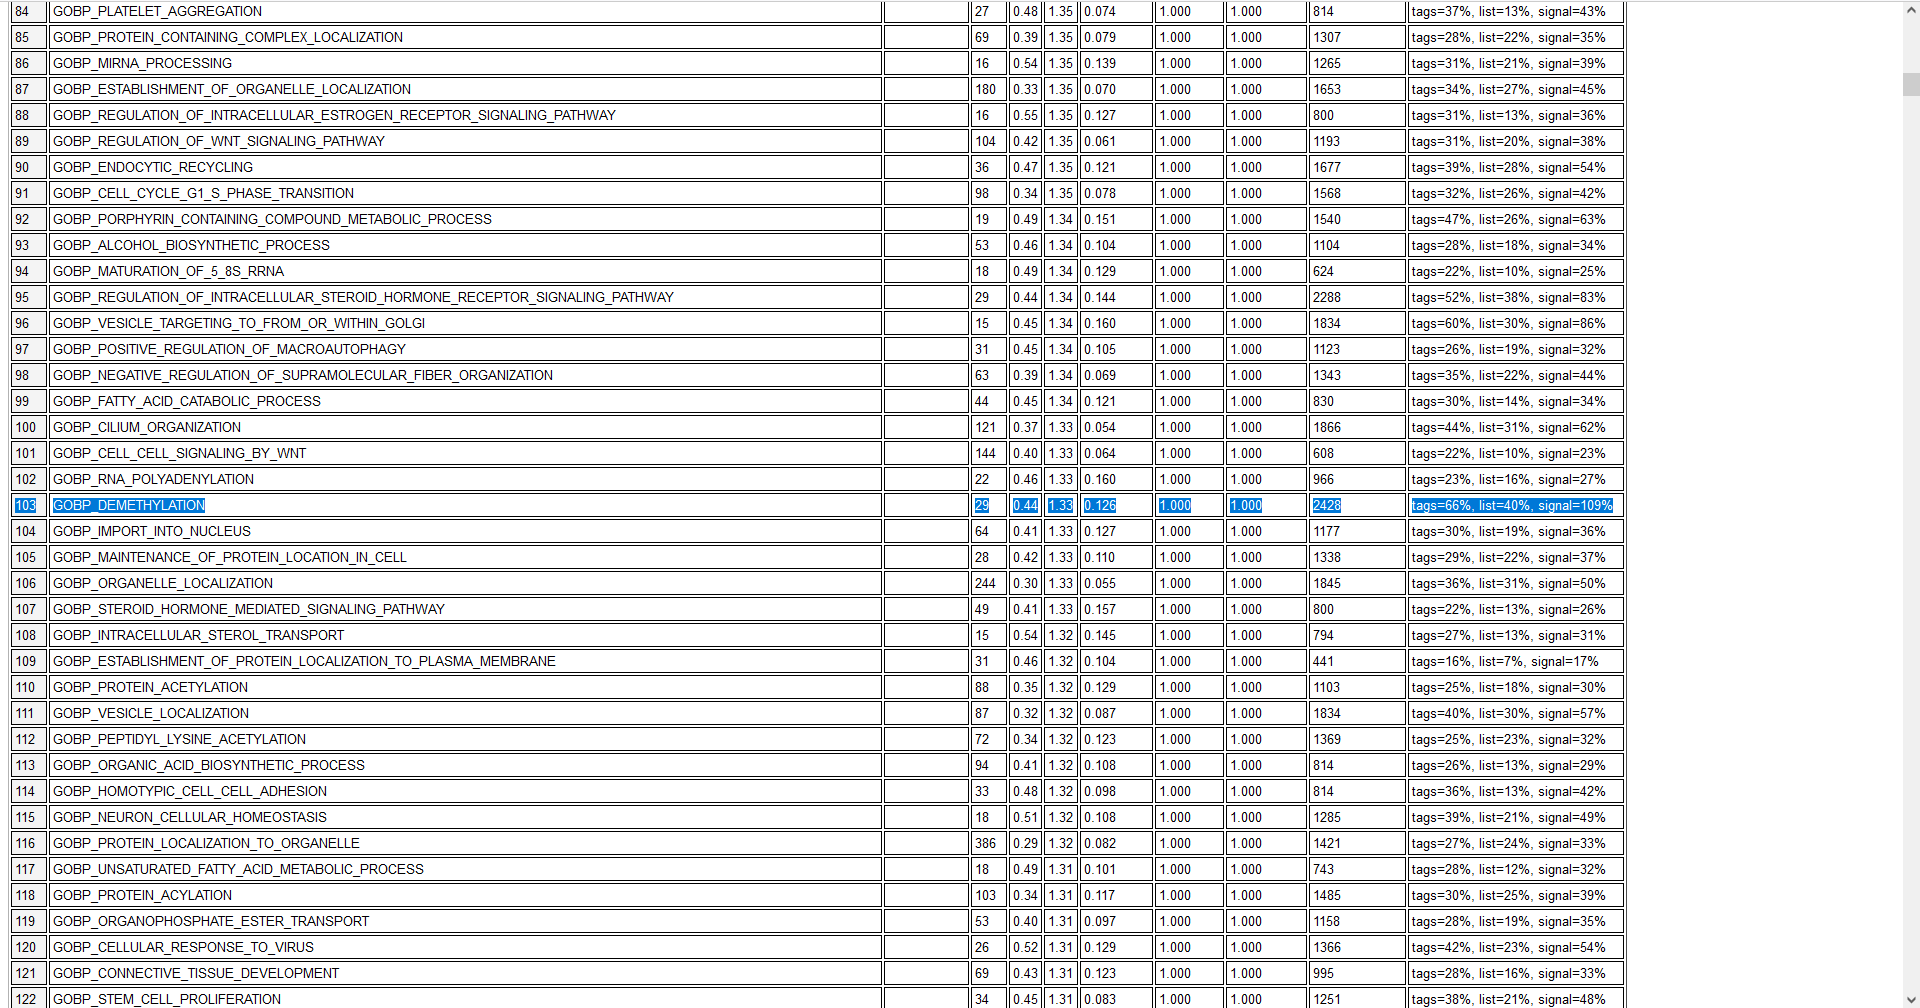 84 GOBP_PLATELET_AGGREGATION 27 0.48 1.35 0.074 1.000 1.000 814 tags=37%, list=13%, signal=43%
85 GOBP_PROTEIN_CONTAINING_COMPLEX_LOCALIZATION 69 0.39 1.35 0.079 1.000 1.000 1307 tags=28%, list=22%, signal=35%
86 GOBP_MIRNA_PROCESSING 16 0.54 1.35 0.139 1.000 1.000 1265 tags=31%, list=21%, signal=39%
87 GOBP_ESTABLISHMENT_OF_ORGANELLE_LOCALIZATION 180 0.33 1.35 0.070 1.000 1.000 1653 tags=34%, list=27%, signal=45%
88 GOBP_REGULATION_OF_INTRACELLULAR_ESTROGEN_RECEPTOR_SIGNALING_PATHWAY 16 0.55 1.35 0.127 1.000 1.000 800 tags=31%, list=13%, signal=36%
89 GOBP_REGULATION_OF_WNT_SIGNALING_PATHWAY 104 0.42 1.35 0.061 1.000 1.000 1193 tags=31%, list=20%, signal=38%
90 GOBP_ENDOCYTIC_RECYCLING 36 0.47 1.35 0.121 1.000 1.000 1677 tags=39%, list=28%, signal=54%
91 GOBP_CELL_CYCLE_G1_S_PHASE_TRANSITION 98 0.34 1.35 0.078 1.000 1.000 1568 tags=32%, list=26%, signal=42%
92 GOBP_PORPHYRIN_CONTAINING_COMPOUND_METABOLIC_PROCESS 19 0.49 1.34 0.151 1.000 1.000 1540 tags=47%, list=26%, signal=63%
93 GOBP_ALCOHOL_BIOSYNTHETIC_PROCESS 53 0.46 1.34 0.104 1.000 1.000 1104 tags=28%, list=18%, signal=34%
94 GOBP_MATURATION_OF_5_8S_RRNA 18 0.49 1.34 0.129 1.000 1.000 624 tags=22%, list=10%, signal=25%
95 GOBP_REGULATION_OF_INTRACELLULAR_STEROID_HORMONE_RECEPTOR_SIGNALING_PATHWAY 29 0.44 1.34 0.144 1.000 1.000 2288 tags=52%, list=38%, signal=83%
96 GOBP_VESICLE_TARGETING_TO_FROM_OR_WITHIN_GOLGI 15 0.45 1.34 0.160 1.000 1.000 1834 tags=60%, list=30%, signal=86%
97 GOBP_POSITIVE_REGULATION_OF_MACROAUTOPHAGY 31 0.45 1.34 0.105 1.000 1.000 1123 tags=26%, list=19%, signal=32%
98 GOBP_NEGATIVE_REGULATION_OF_SUPRAMOLECULAR_FIBER_ORGANIZATION 63 0.39 1.34 0.069 1.000 1.000 1343 tags=35%, list=22%, signal=44%
99 GOBP_FATTY_ACID_CATABOLIC_PROCESS 44 0.45 1.34 0.121 1.000 1.000 830 tags=30%, list=14%, signal=34%
100 GOBP_CILIUM_ORGANIZATION 121 0.37 1.33 0.054 1.000 1.000 1866 tags=44%, list=31%, signal=62%
101 GOBP_CELL_CELL_SIGNALING_BY_WNT 144 0.40 1.33 0.064 1.000 1.000 608 tags=22%, list=10%, signal=23%
102 GOBP_RNA_POLYADENYLATION 22 0.46 1.33 0.160 1.000 1.000 966 tags=23%, list=16%, signal=27%
103 GOBP_DEMETHYLATION 29 0.44 1.33 0.126 1.000 1.000 2428 tags=66%, list=40%, signal=109%
104 GOBP_IMPORT_INTO_NUCLEUS 64 0.41 1.33 0.127 1.000 1.000 1177 tags=30%, list=19%, signal=36%
105 GOBP_MAINTENANCE_OF_PROTEIN_LOCATION_IN_CELL 28 0.42 1.33 0.110 1.000 1.000 1338 tags=29%, list=22%, signal=37%
106 GOBP_ORGANELLE_LOCALIZATION 244 0.30 1.33 0.055 1.000 1.000 1845 tags=36%, list=31%, signal=50%
107 GOBP_STEROID_HORMONE_MEDIATED_SIGNALING_PATHWAY 49 0.41 1.33 0.157 1.000 1.000 800 tags=22%, list=13%, signal=26%
108 GOBP_INTRACELLULAR_STEROL_TRANSPORT 15 0.54 1.32 0.145 1.000 1.000 794 tags=27%, list=13%, signal=31%
109 GOBP_ESTABLISHMENT_OF_PROTEIN_LOCALIZATION_TO_PLASMA_MEMBRANE 31 0.46 1.32 0.104 1.000 1.000 441 tags=16%, list=7%, signal=17%
110 GOBP_PROTEIN_ACETYLATION 88 0.35 1.32 0.129 1.000 1.000 1103 tags=25%, list=18%, signal=30%
111 GOBP_VESICLE_LOCALIZATION 87 0.32 1.32 0.087 1.000 1.000 1834 tags=40%, list=30%, signal=57%
112 GOBP_PEPTIDYL_LYSINE_ACETYLATION 72 0.34 1.32 0.123 1.000 1.000 1369 tags=25%, list=23%, signal=32%
113 GOBP_ORGANIC_ACID_BIOSYNTHETIC_PROCESS 94 0.41 1.32 0.108 1.000 1.000 814 tags=26%, list=13%, signal=29%
114 GOBP_HOMOTYPIC_CELL_CELL_ADHESION 33 0.48 1.32 0.098 1.000 1.000 814 tags=36%, list=13%, signal=42%
115 GOBP_NEURON_CELLULAR_HOMEOSTASIS 18 0.51 1.32 0.108 1.000 1.000 1285 tags=39%, list=21%, signal=49%
116 GOBP_PROTEIN_LOCALIZATION_TO_ORGANELLE 386 0.29 1.32 0.082 1.000 1.000 1421 tags=27%, list=24%, signal=33%
117 GOBP_UNSATURATED_FATTY_ACID_METABOLIC_PROCESS 18 0.49 1.31 0.101 1.000 1.000 743 tags=28%, list=12%, signal=32%
118 GOBP_PROTEIN_ACYLATION 103 0.34 1.31 0.117 1.000 1.000 1485 tags=30%, list=25%, signal=39%
119 GOBP_ORGANOPHOSPHATE_ESTER_TRANSPORT 53 0.40 1.31 0.097 1.000 1.000 1158 tags=28%, list=19%, signal=35%
120 GOBP_CELLULAR_RESPONSE_TO_VIRUS 26 0.52 1.31 0.129 1.000 1.000 1366 tags=42%, list=23%, signal=54%
121 GOBP_CONNECTIVE_TISSUE_DEVELOPMENT 69 0.43 1.31 0.123 1.000 1.000 995 tags=28%, list=16%, signal=33%
122 GOBP_STEM_CELL_PROLIFERATION 34 0.45 1.31 0.083 1.000 1.000 1251 tags=38%, list=21%, signal=48%